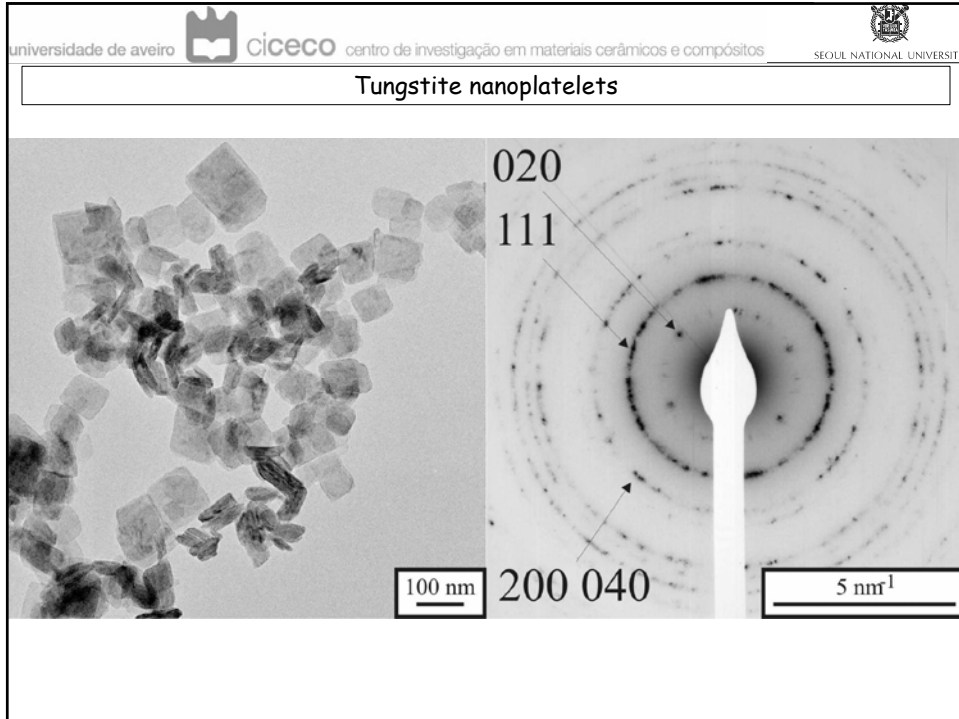 universidade de aveiro ciceco centro de investigação em materiais cerâmicos e compósitos
SEOUL NATIONAL UNIVERSIT
Tungstite nanoplatelets
020
111
200 040
100 nm
5 nm-1